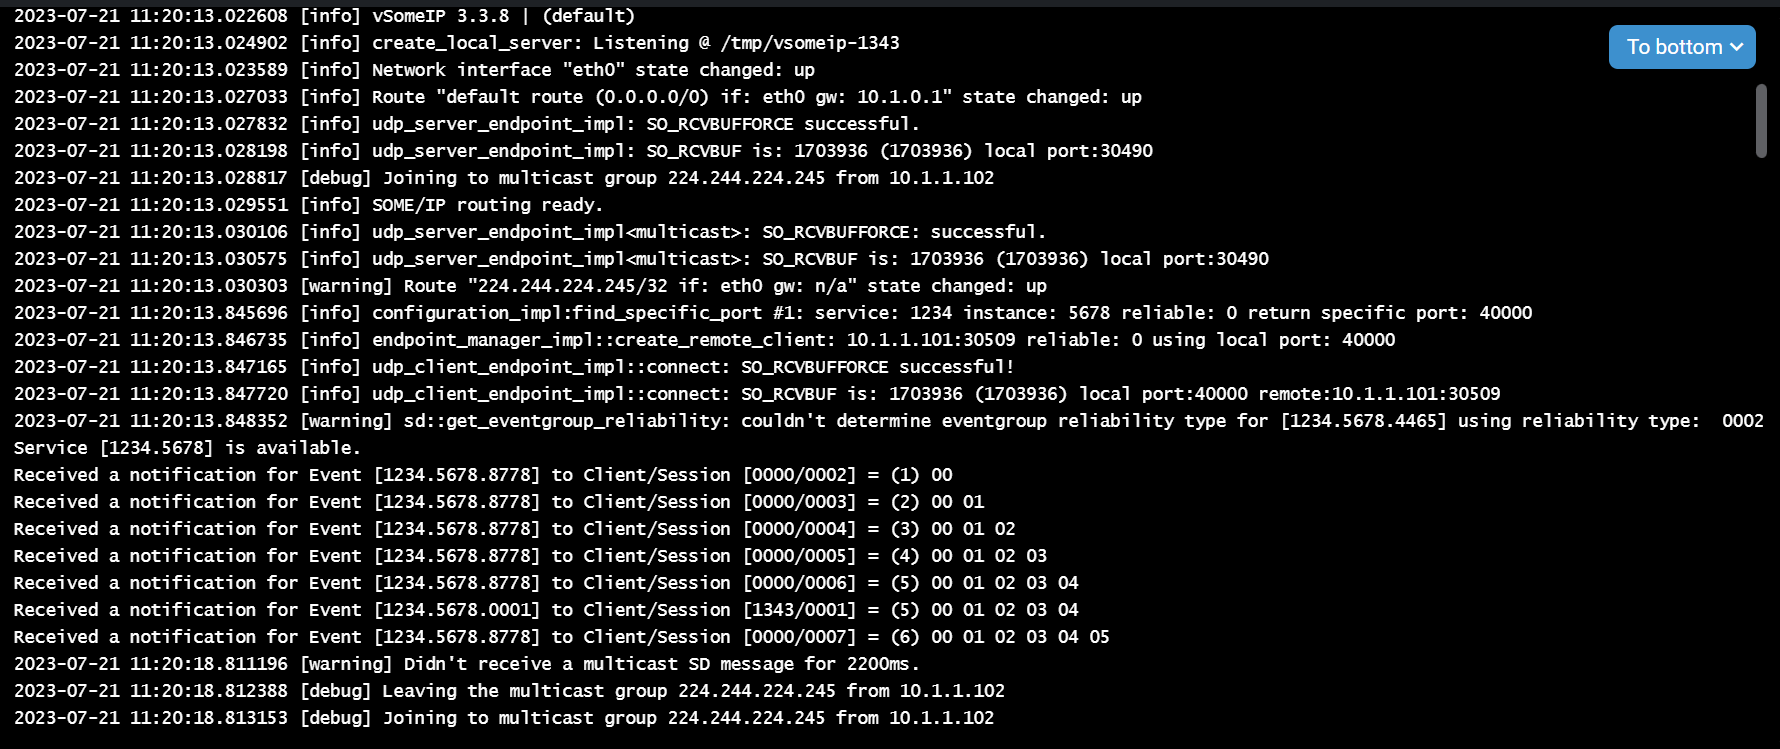 2023-07-21 11:20:13.022608 [info] vSomeIP 3.3.8 | (default)
2023-07-21 11:20:13.024902 [info] create_local_server: Listening @ /tmp/vsomeip-1343
To bottom
2023-07-21 11:20:13.023589 [info] Network interface "eth0" state changed: up
2023-07-21 11:20:13.027033 [info] Route "default route (0.0.0.0/0) if: eth0 gw: 10.1.0.1" state changed: up
2023-07-21 11:20:13.027832 [info] udp_server_endpoint_impl: SO_RCVBUFFORCE successful.
2023-07-21 11:20:13.028198 [info] udp_server_endpoint_impl: SO_RCVBUF is: 1703936 (1703936) local port:30490
2023-07-21 11:20:13.028817 [debug] Joining to multicast group 224.244.224.245 from 10.1.1.102
2023-07-21 11:20:13.029551 [info] SOME/IP routing ready.
2023-07-21 11:20:13.030106 [info] udp_server_endpoint_impl<multicast>: SO_RCVBUFFORCE: successful.
2023-07-21 11:20:13.030575 [info] udp_server_endpoint_impl<multicast>: SO_RCVBUF is: 1703936 (1703936) local port:30490
2023-07-21 11:20:13.030303 [warning] Route "224.244.224.245/32 if: eth0 gw: n/a" state changed: up
2023-07-21 11:20:13.845696 [info] configuration_impl:find_specific_port #1: service: 1234 instance: 5678 reliable: 0 return specific port: 40000
2023-07-21 11:20:13.846735 [info] endpoint_manager_impl::create_remote_client: 10.1.1.101:30509 reliable: 0 using local port: 40000
2023-07-21 11:20:13.847165 [info] udp_client_endpoint_impl::connect: SO_RCVBUFFORCE successful!
2023-07-21 11:20:13.847720 [info] udp_client_endpoint_impl::connect: SO_RCVBUF is: 1703936 (1703936) local port:40000 remote:10.1.1.101:30509
2023-07-21 11:20:13.848352 [warning] sd::get_eventgroup_reliability: couldn't determine eventgroup reliability type for [1234.5678.4465] using reliability type:  0002
Service [1234.5678] is available.
Received a notification for Event [1234.5678.8778] to Client/Session [0000/0002] = (1) 00
Received a notification for Event [1234.5678.8778] to Client/Session [0000/0003] = (2) 00 01
Received a notification for Event [1234.5678.8778] to Client/Session [0000/0004] = (3) 00 01 02
Received a notification for Event [1234.5678.8778] to Client/Session [0000/0005] = (4) 00 01 02 03
Received a notification for Event [1234.5678.8778] to Client/Session [0000/0006] = (5) 00 01 02 03 04
Received a notification for Event [1234.5678.0001] to Client/Session [1343/0001] = (5) 00 01 02 03 04
Received a notification for Event [1234.5678.8778] to Client/Session [0000/0007] = (6) 00 01 02 03 04 05
2023-07-21 11:20:18.811196 [warning] Didn't receive a multicast SD message for 2200ms.
2023-07-21 11:20:18.812388 [debug] Leaving the multicast group 224.244.224.245 from 10.1.1.102
2023-07-21 11:20:18.813153 [debug] Joining to multicast group 224.244.224.245 from 10.1.1.102